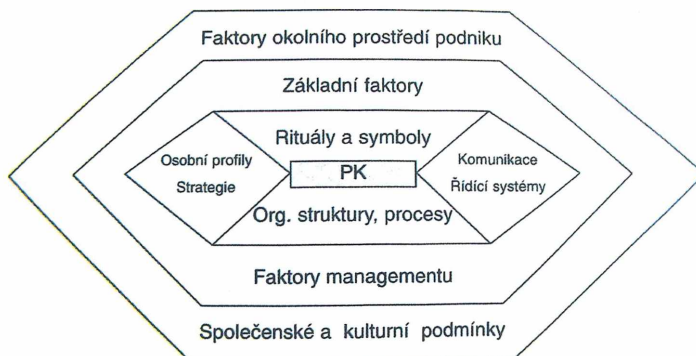 Faktory okolního prostředí podniku
Základní faktory
Rituály a symboly
Osobní profily
Strategie
PK
Komunikace
Řídící systémy
Org. struktury, procesy
Faktory managementu
Společenské a kulturní podmínky